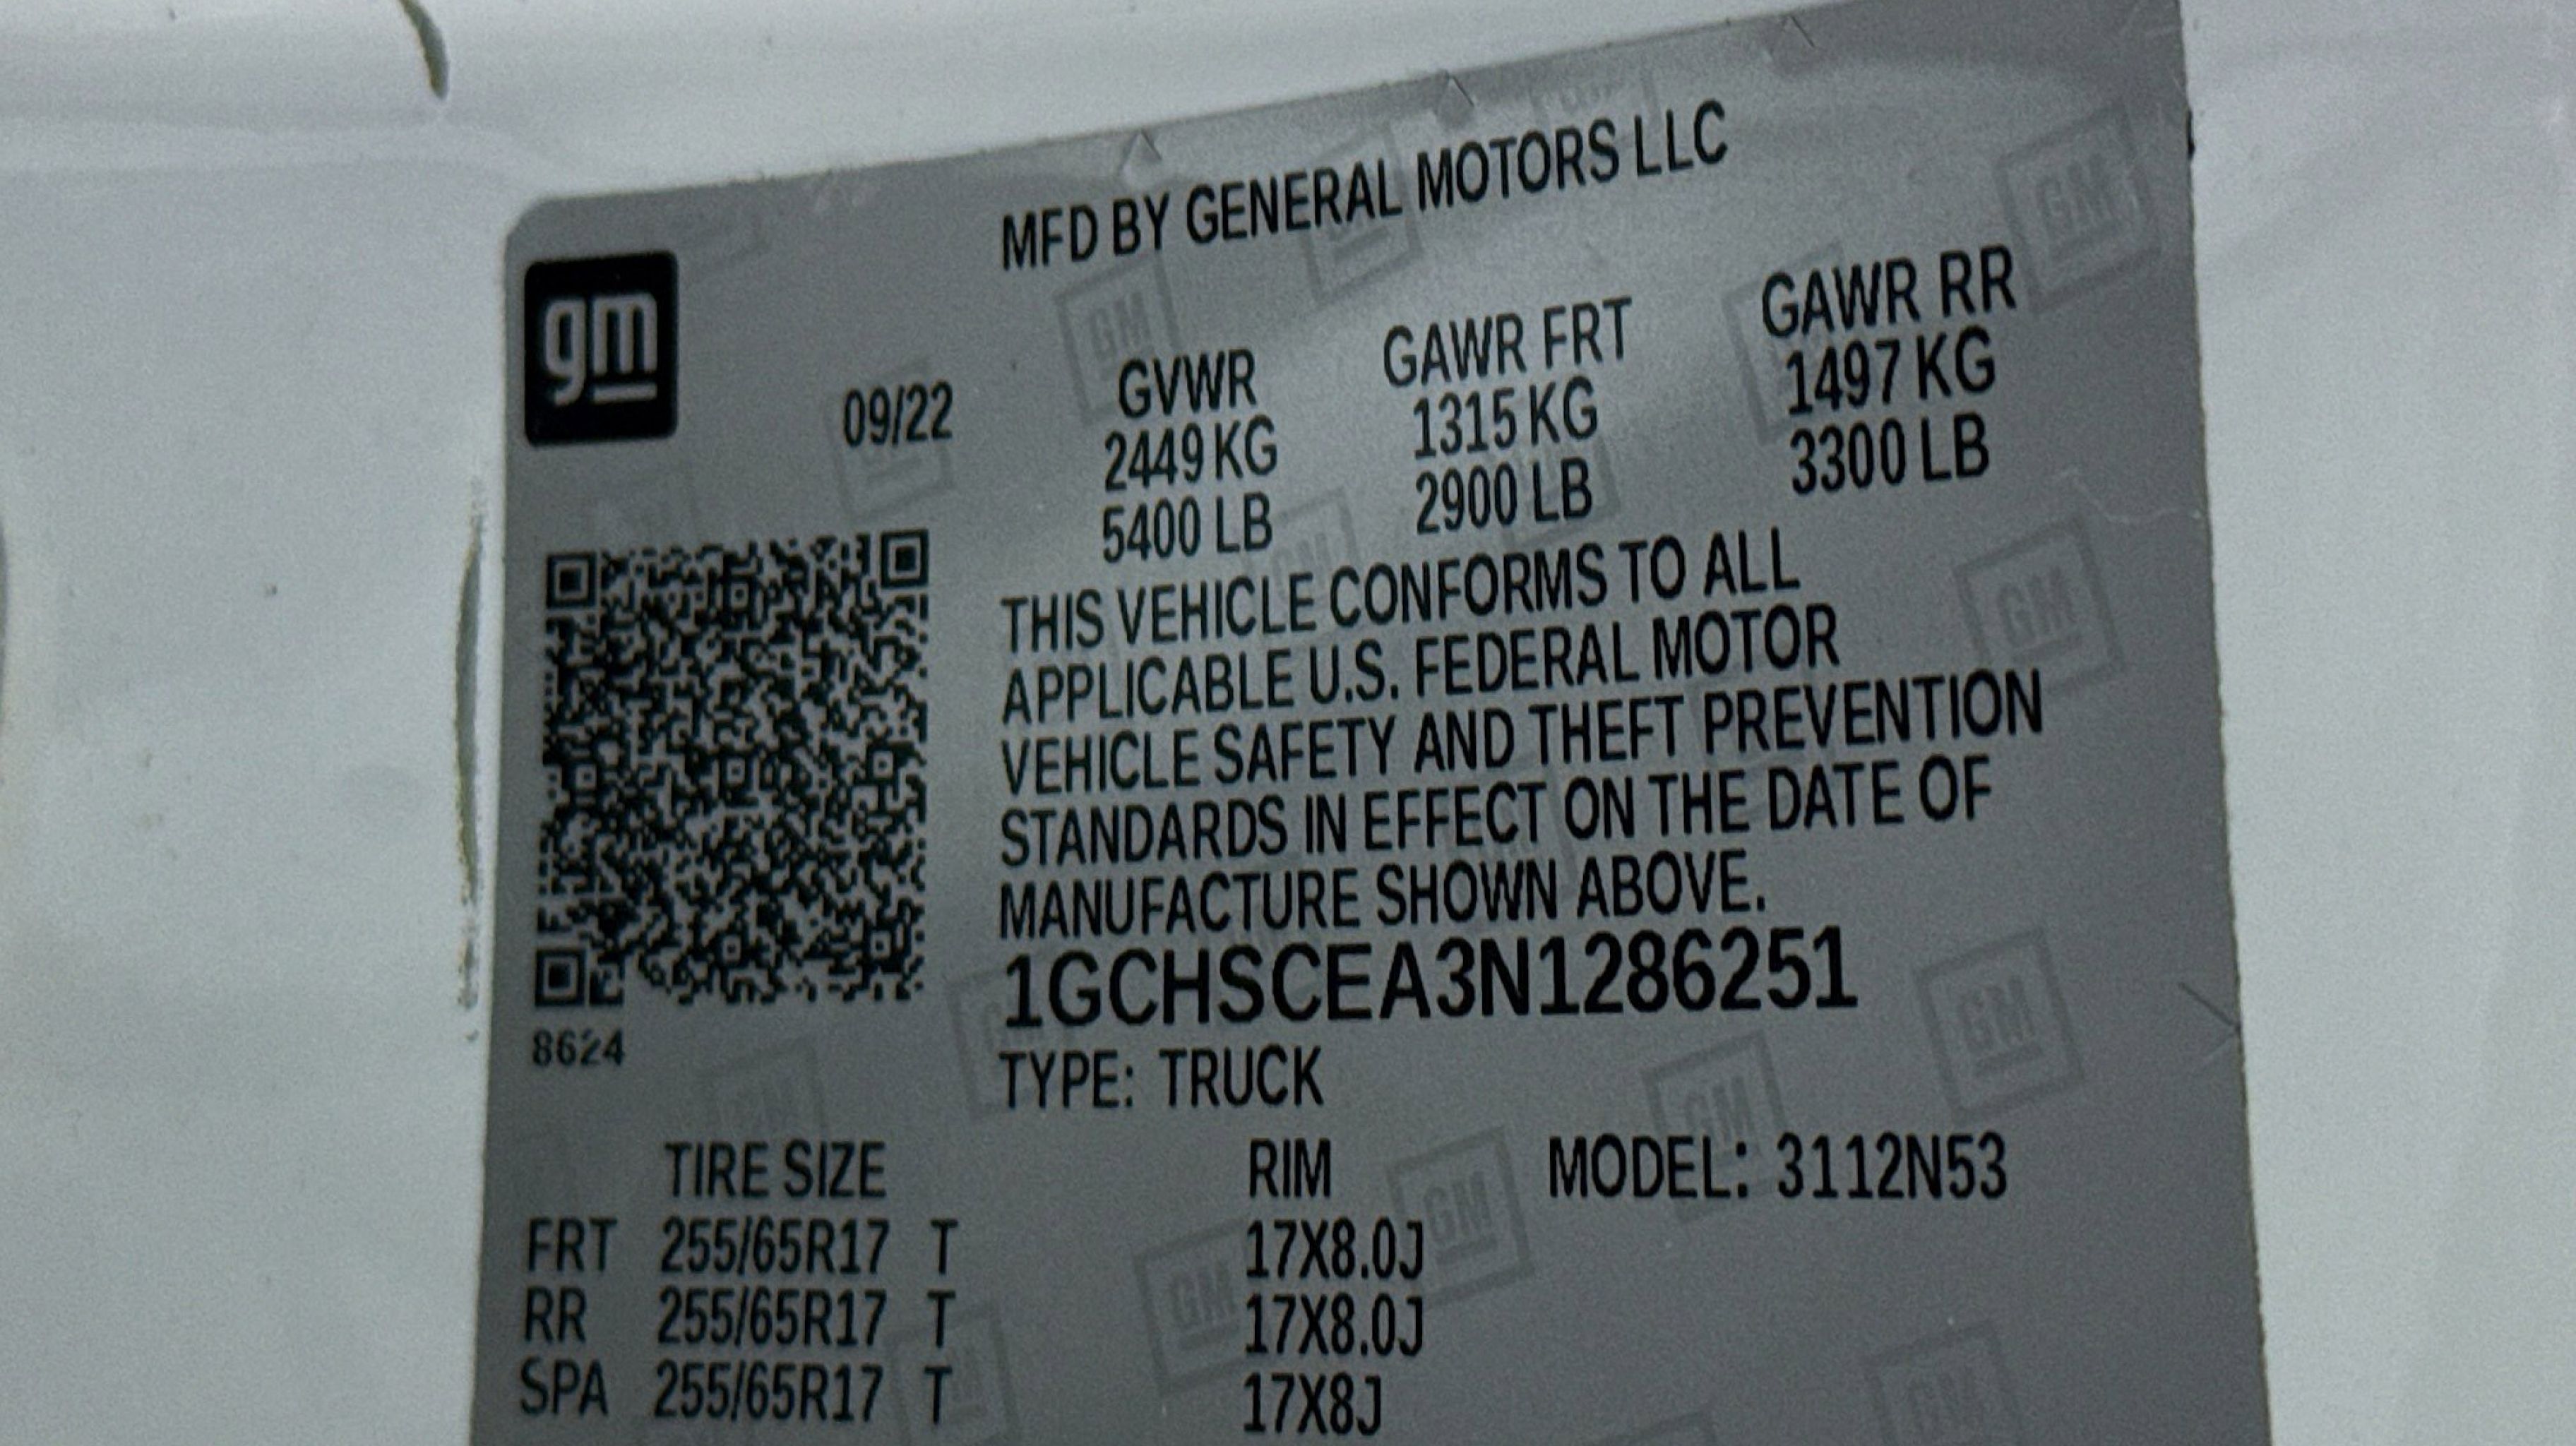 MFD BY GENERAL MOTORS LLC
gm
09/22
GVWR GAWR FRT GAWR RR
2449 KG 1315 KG 1497 KG
5400 LB 2900 LB 3300 LB
THIS VEHICLE CONFORMS TO ALL
APPLICABLE U.S. FEDERAL MOTOR
VEHICLE SAFETY AND THEFT PREVENTION
STANDARDS IN EFFECT ON THE DATE OF
MANUFACTURE SHOWN ABOVE.
1GCHSCEA3N1286251
8624
TYPE: TRUCK
TIRE SIZE RIM MODEL: 3112N53
FRT 255/65R17 T 17X8.0J
RR 255/65R17 T 17X8.0J
SPA 255/65R17 T 17X8J